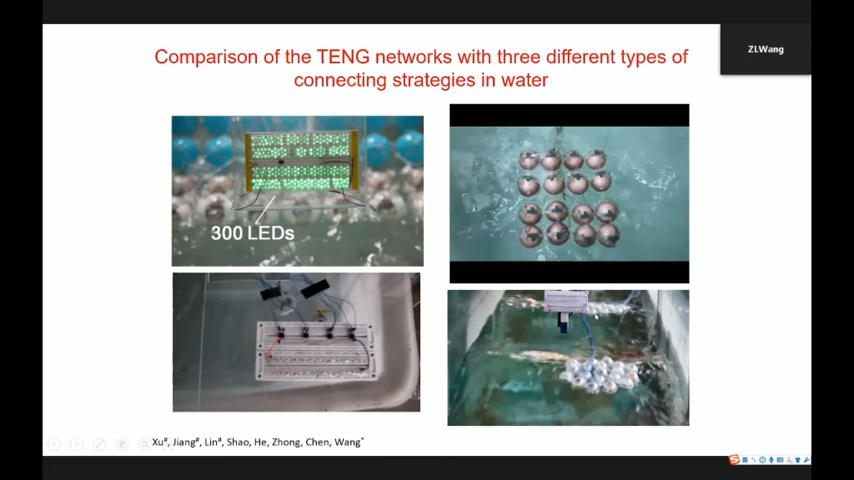 Comparison of the TENG networks with three different types of
connecting strategies in water
ZLWang
300 LEDs
Xu#, Jiang#, Lin#, Shao, He, Zhong, Chen, Wang*